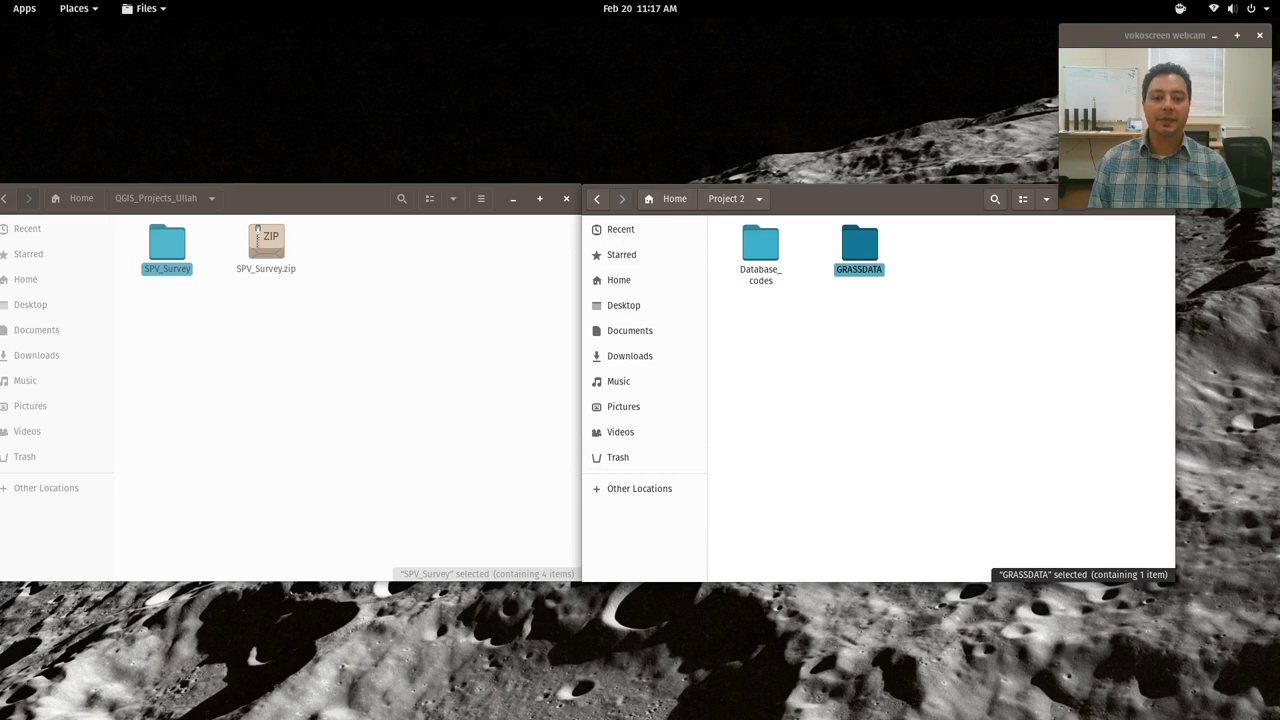 Apps Places Files Feb 20 11:17 AM
vokoscreen webcam
Home QGIS_Projects_Ullah
Recent
Starred
Home
Desktop
Documents
Downloads
Music
Pictures
Videos
Trash
Other Locations
SPV_Survey
ZIP
SPV_Survey.zip
"SPV_Survey" selected (containing 4 items)
Home Project 2
Recent
Starred
Home
Desktop
Documents
Downloads
Music
Pictures
Videos
Trash
Other Locations
Database_
codes
GRASSDATA
"GRASSDATA" selected (containing 1 item)